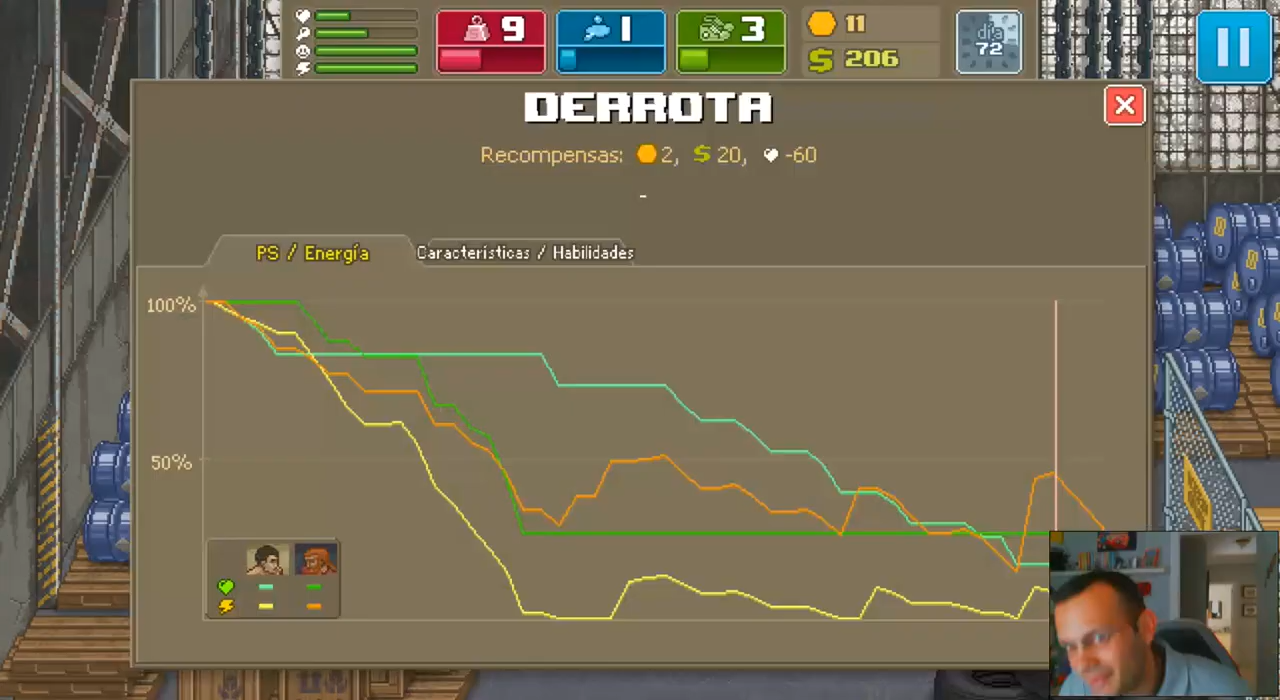 9
1
3
11
$ 206
día
72
DERROTA
Recompensas: 2, $ 20, -60
-
PS / Energía
Características / Habilidades
100%
50%